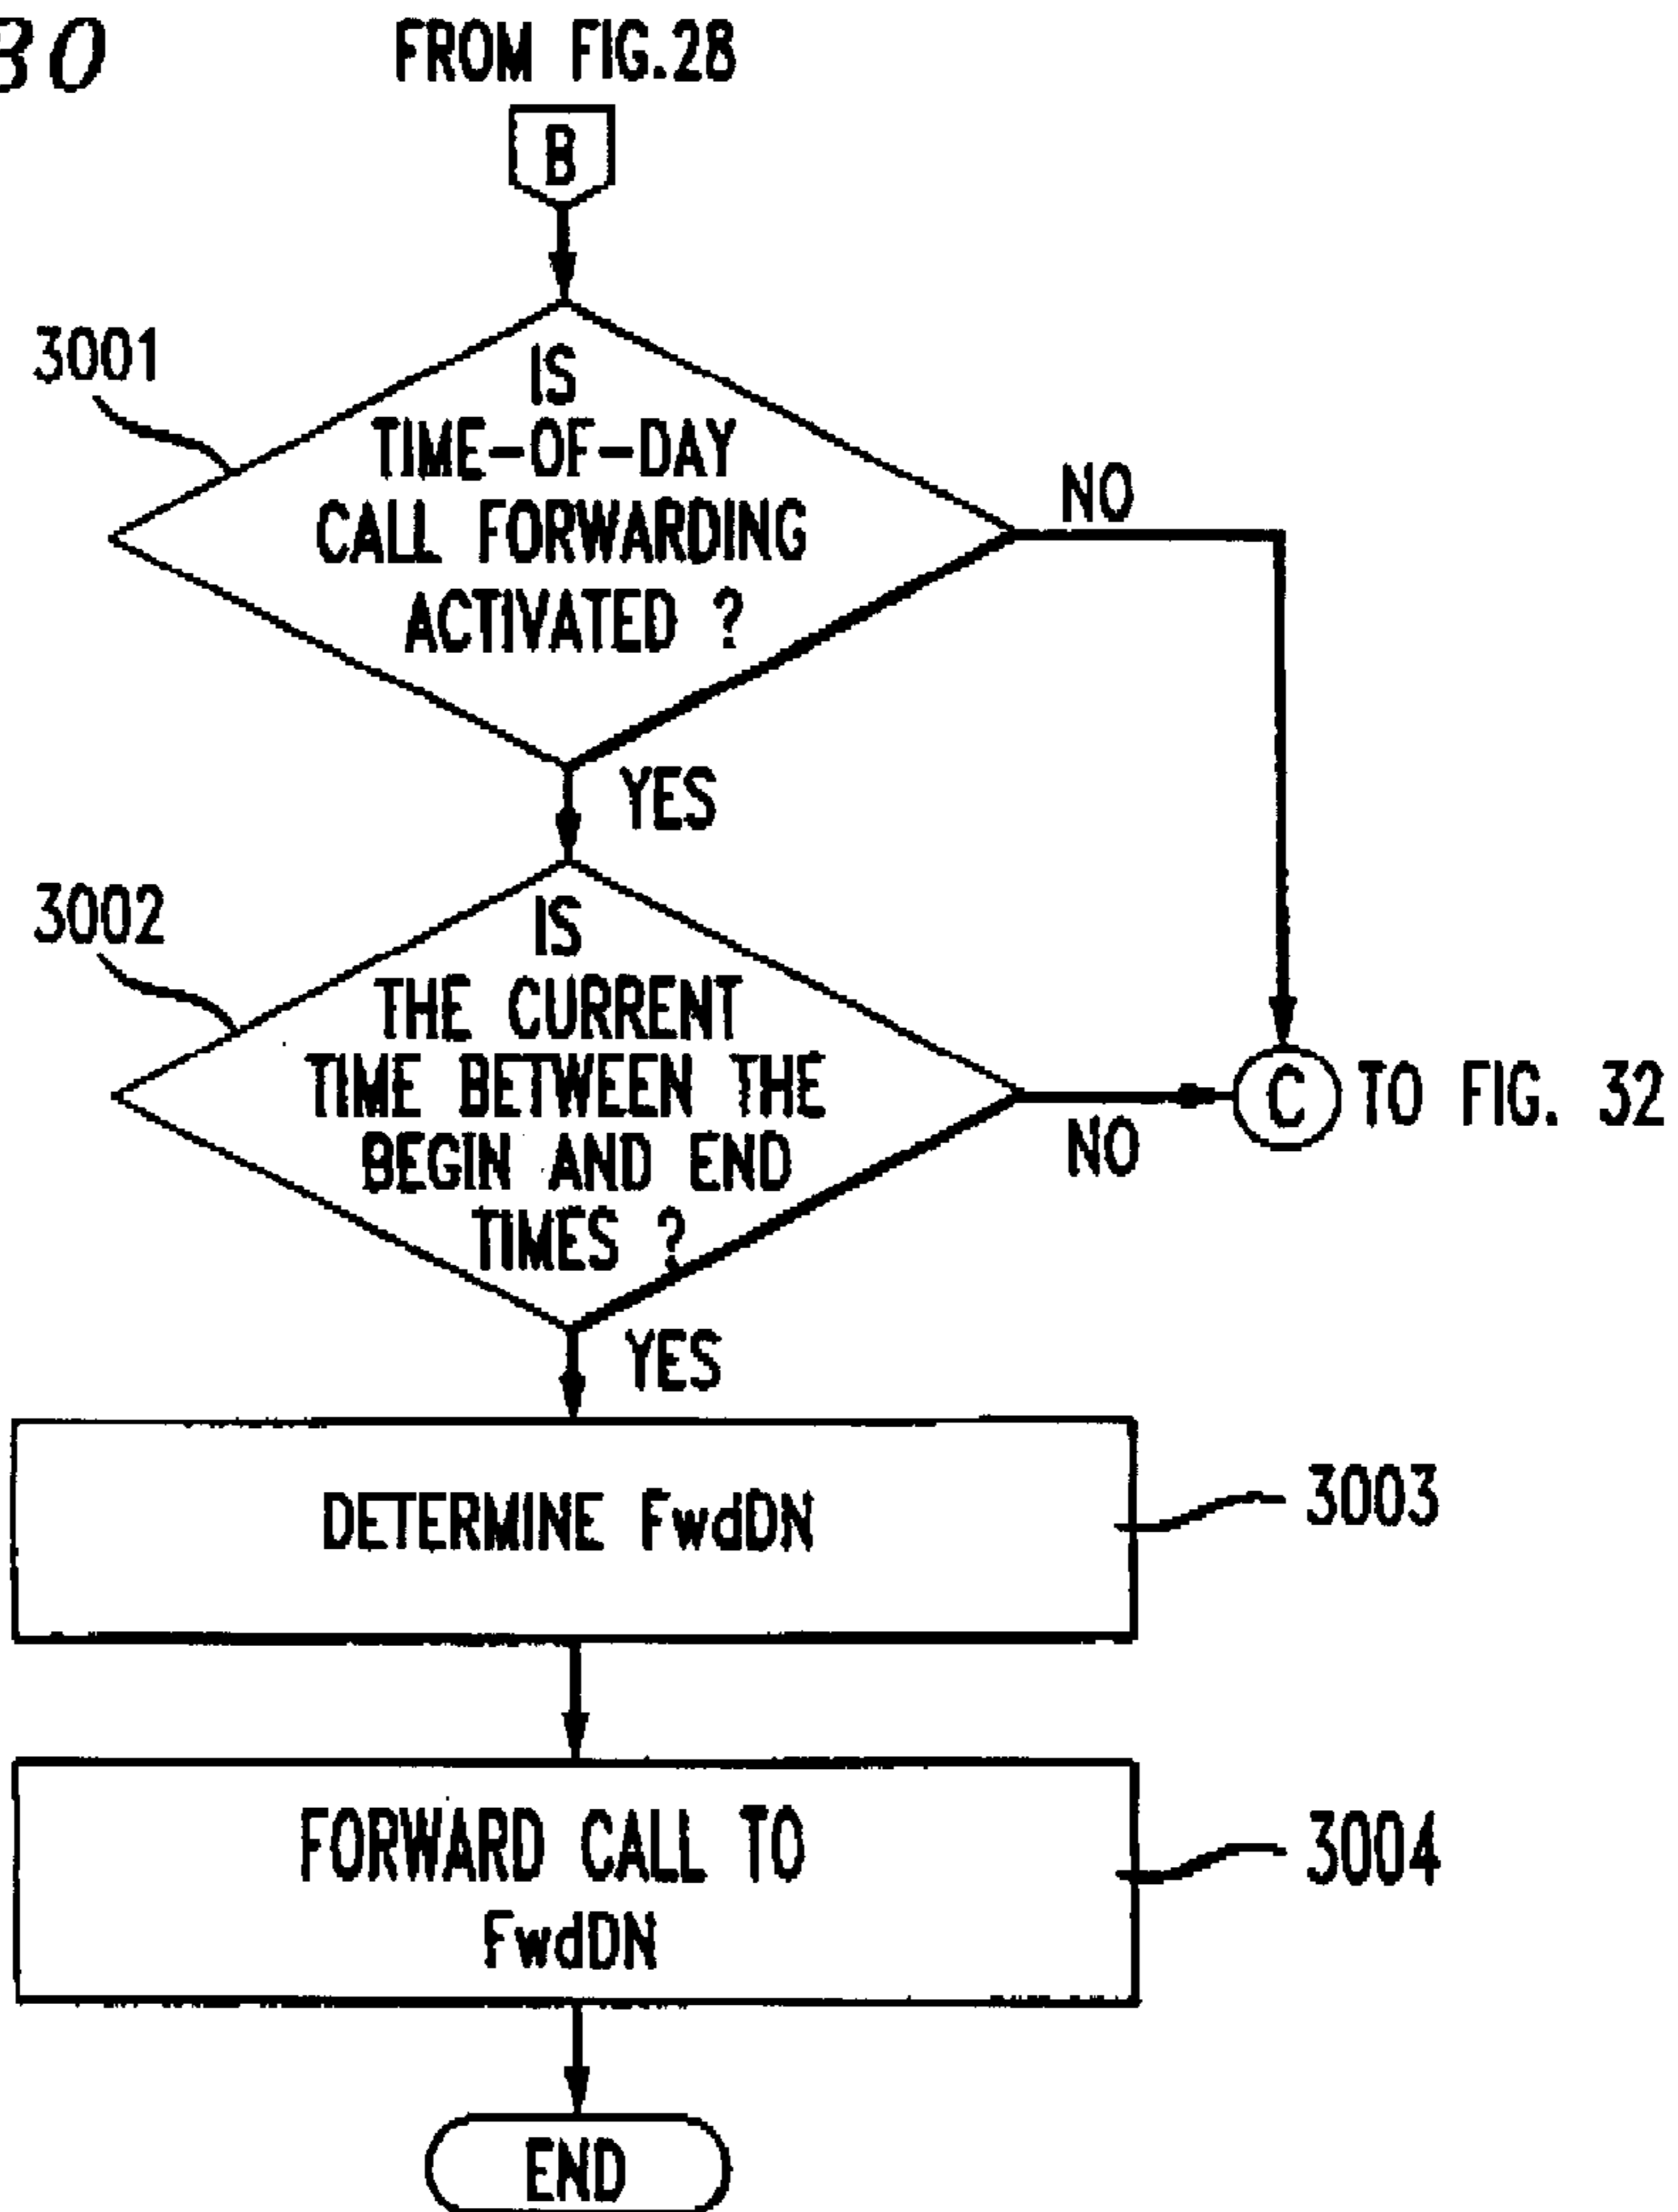 30
FROM FIG.28
B
3001
IS
TIME-OF-DAY
CALL FORWARDING
ACTIVATED ?
NO
YES
3002
IS
THE CURRENT
TIME BETWEEN THE
BEGIN AND END
TIMES ?
NO
C TO FIG. 32
YES
DETERMINE FwdDN
3003
FORWARD CALL TO
FwdDN
3004
END